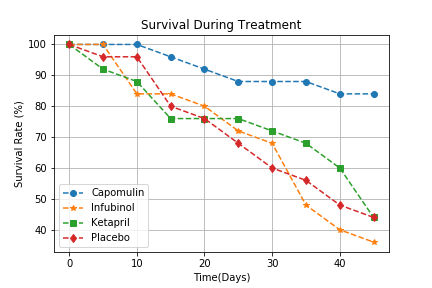 Survival During Treatment
100
90
80
70
60
50
40
Survival Rate (%)
Capomulin
Infubinol
Ketapril
Placebo
0
10
20
30
40
Time(Days)